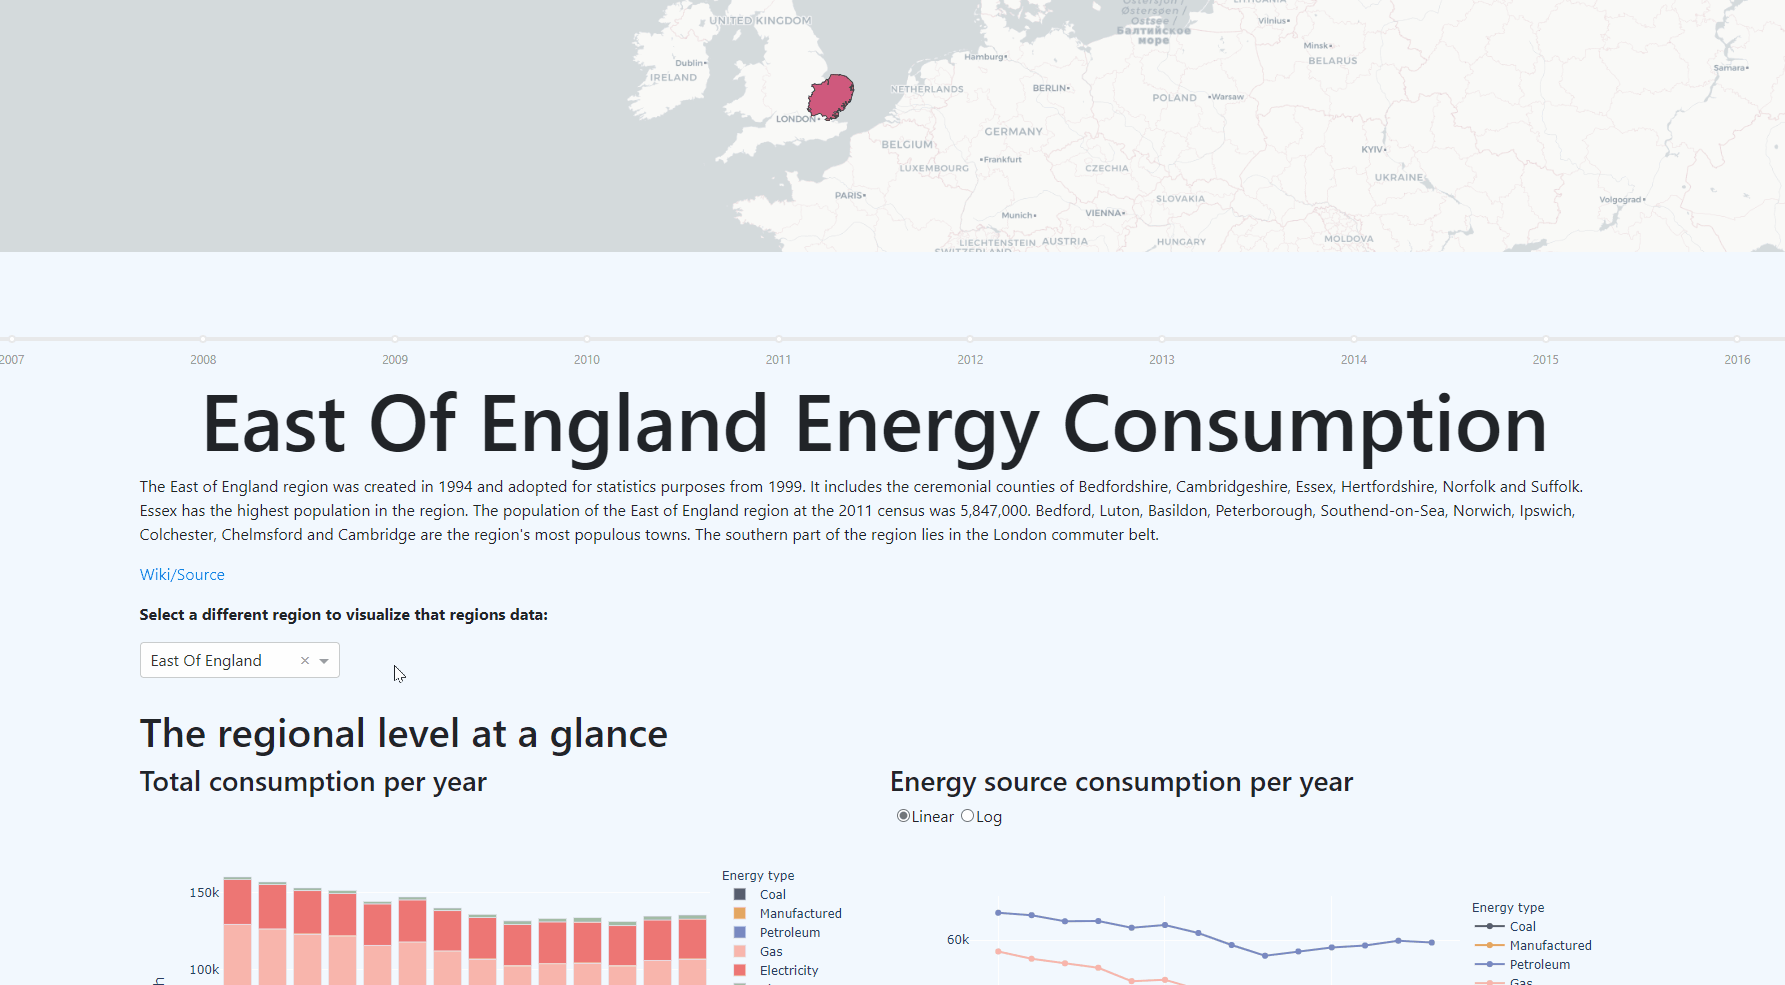 Østersøen /
Ostsee /
Балтийское
море
Vilnius
UNITED KINGDOM
Minsk
BELARUS
Hamburg
Dublin
IRELAND
Samara
NETHERLANDS
BERLIN
POLAND
Warsaw
LONDON
GERMANY
BELGIUM
KYIV
Frankfurt
LUXEMBOURG
CZECHIA
UKRAINE
PARIS
SLOVAKIA
Volgograd
Munich
VIENNA
LIECHTENSTEIN
AUSTRIA
HUNGARY
MOLDOVA
2007
2008
2009
2010
2011
2012
2013
2014
2015
2016
East Of England Energy Consumption
The East of England region was created in 1994 and adopted for statistics purposes from 1999. It includes the ceremonial counties of Bedfordshire, Cambridgeshire, Essex, Hertfordshire, Norfolk and Suffolk.
Essex has the highest population in the region. The population of the East of England region at the 2011 census was 5,847,000. Bedford, Luton, Basildon, Peterborough, Southend-on-Sea, Norwich, Ipswich,
Colchester, Chelmsford and Cambridge are the region's most populous towns. The southern part of the region lies in the London commuter belt.
Wiki/Source
Select a different region to visualize that regions data:
East Of England ×
The regional level at a glance
Total consumption per year
150k
100k
Energy type
Coal
Manufactured
Petroleum
Gas
Electricity
Energy source consumption per year
Linear Log
60k
Energy type
Coal
Manufactured
Petroleum
Gas